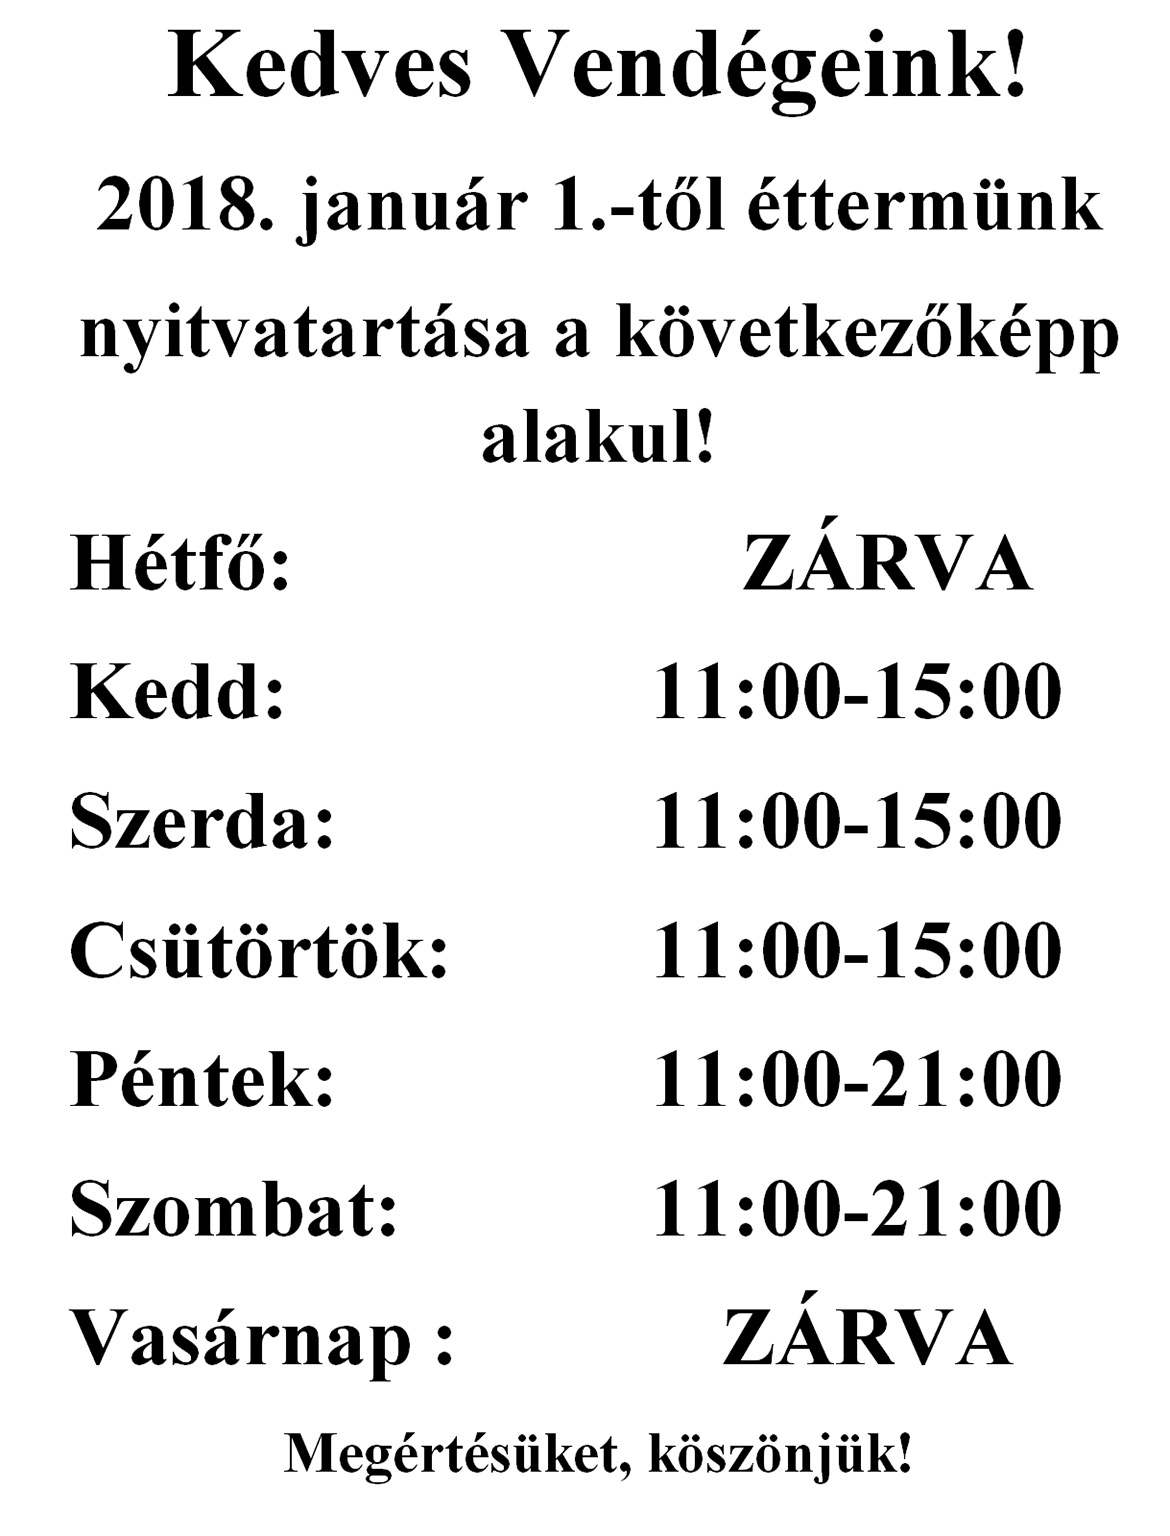 Kedves Vendégeink!
2018. január 1.-től éttermünk
nyitvatartása a következőképp
alakul!
Hétfő: ZÁRVA
Kedd: 11:00-15:00
Szerda: 11:00-15:00
Csütörtök: 11:00-15:00
Péntek: 11:00-21:00
Szombat: 11:00-21:00
Vasárnap : ZÁRVA
Megértésüket, köszönjük!